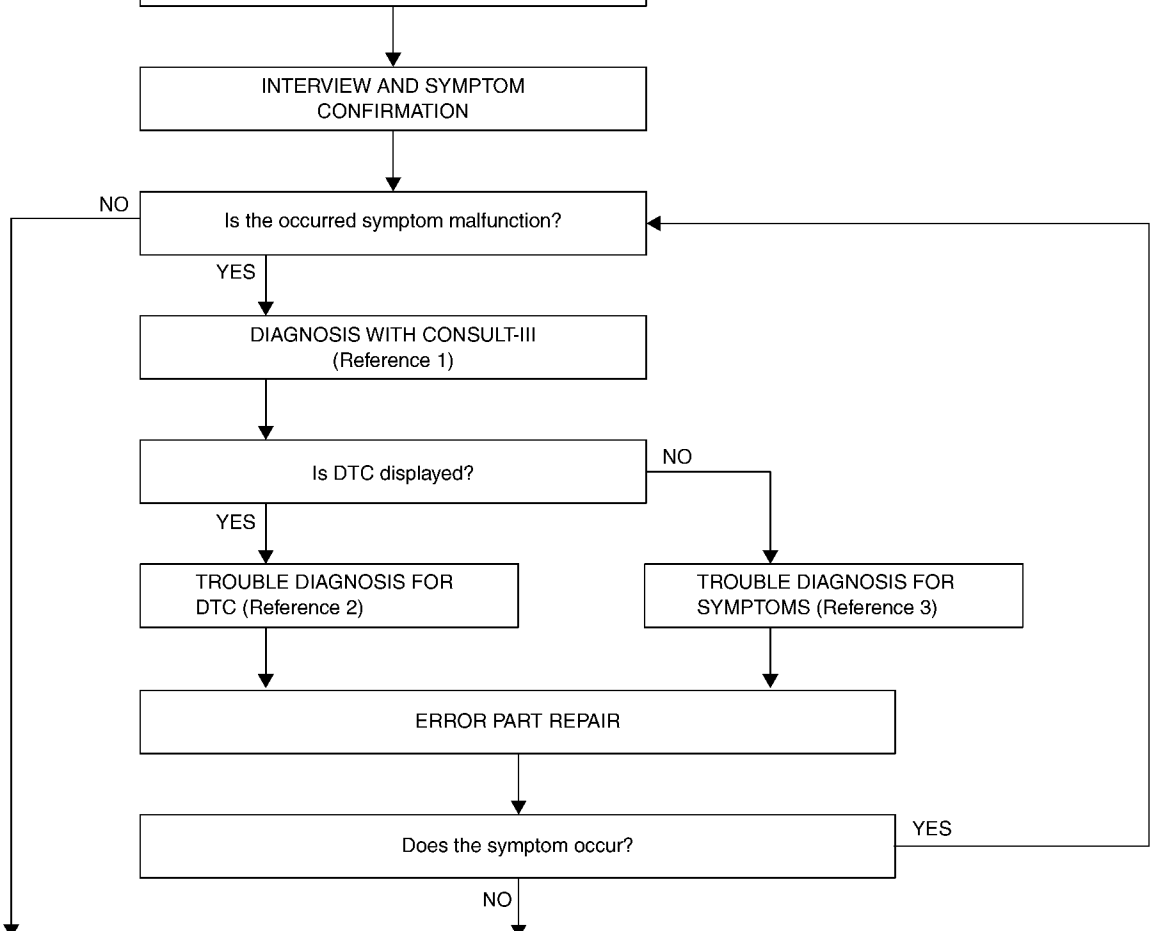 INTERVIEW AND SYMPTOM
CONFIRMATION
NO
Is the occurred symptom malfunction?
YES
DIAGNOSIS WITH CONSULT-III
(Reference 1)
Is DTC displayed?
NO
YES
TROUBLE DIAGNOSIS FOR
DTC (Reference 2)
TROUBLE DIAGNOSIS FOR
SYMPTOMS (Reference 3)
ERROR PART REPAIR
Does the symptom occur?
YES
NO